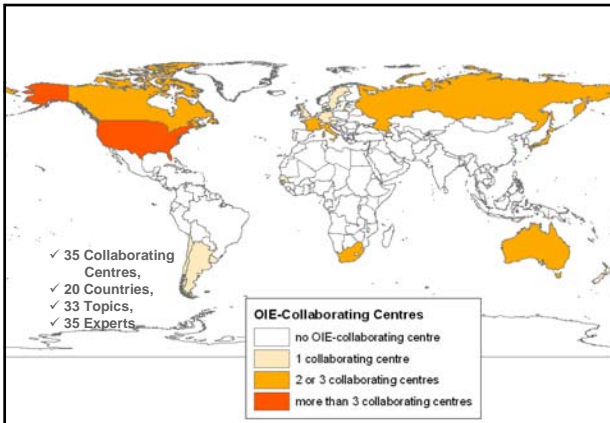 ✓ 35 Collaborating
Centres,
✓ 20 Countries,
✓ 33 Topics,
✓ 35 Experts
OIE-Collaborating Centres
no OIE-collaborating centre
1 collaborating centre
2 or 3 collaborating centres
more than 3 collaborating centres